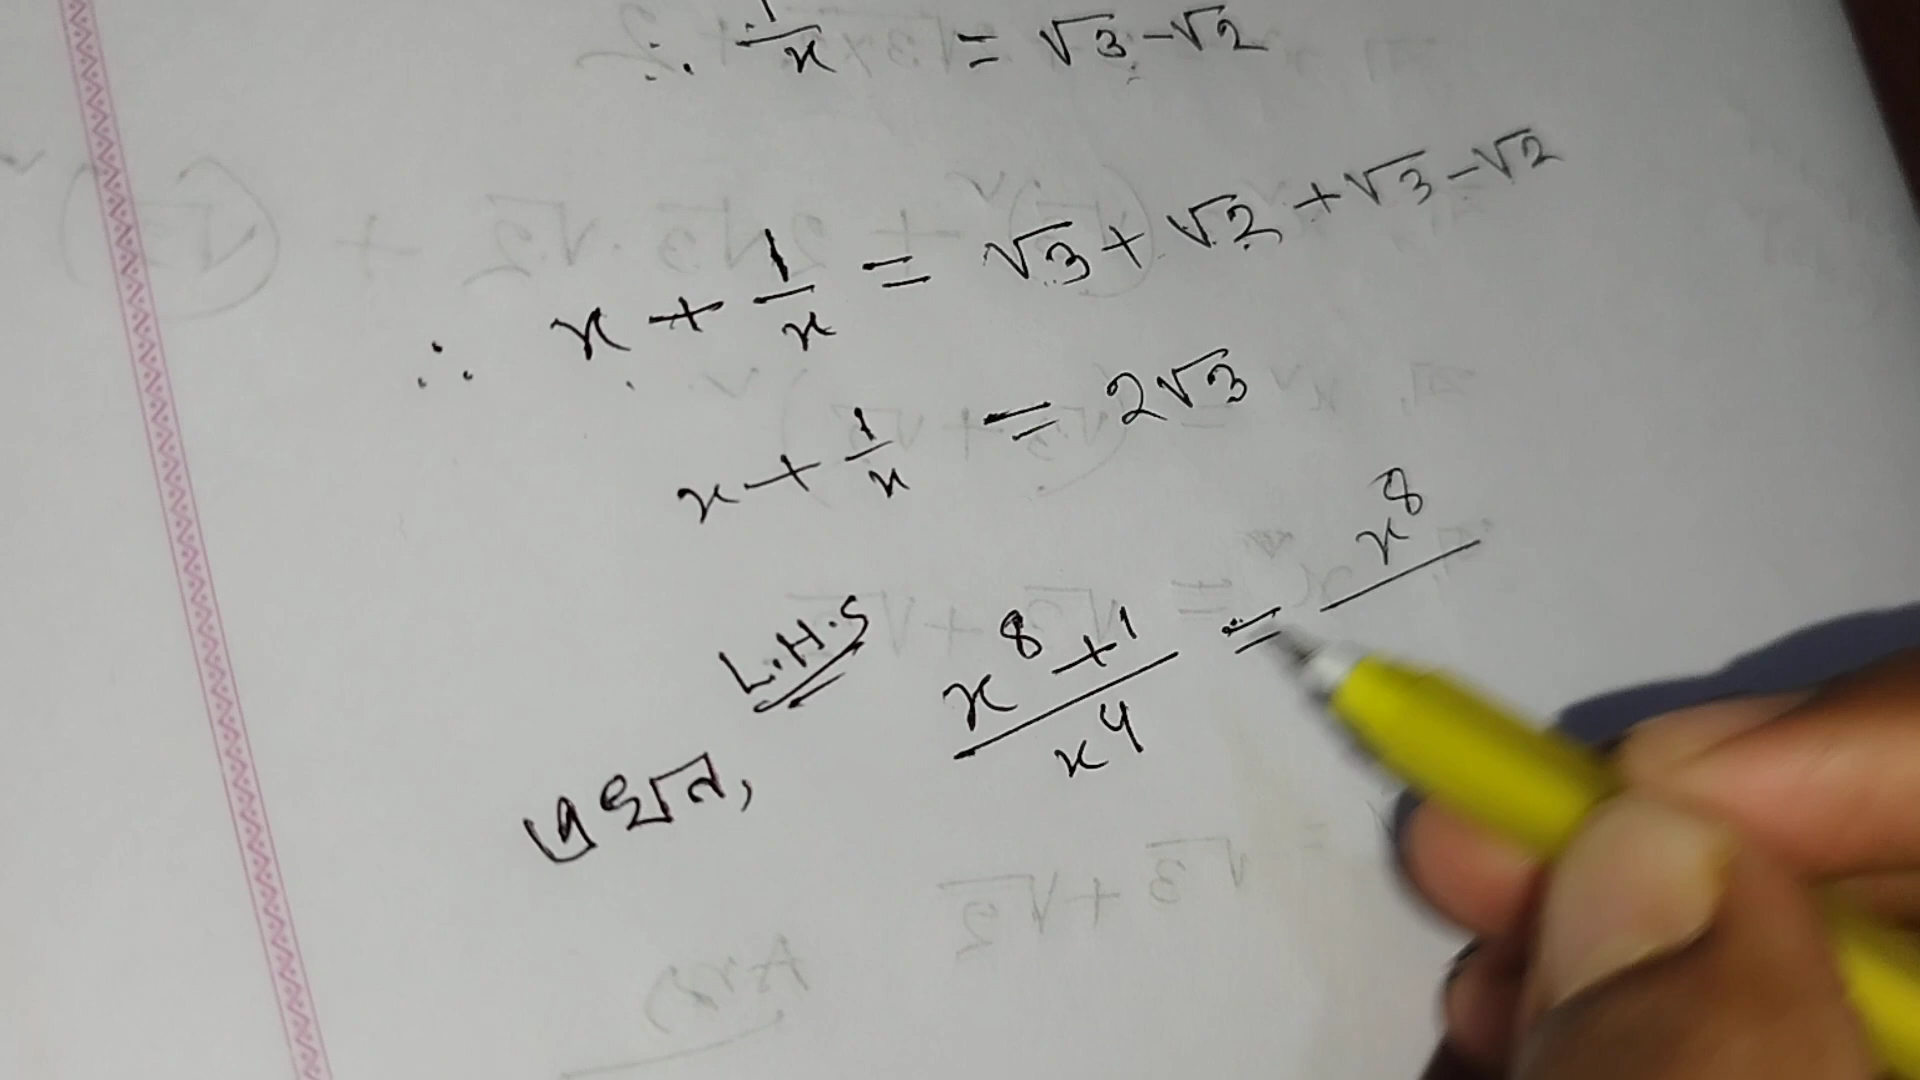 ∴ 1/x = √3-√2
∴ x + 1/x = √3+√2+√3-√2
x + 1/x = 2√3
L.H.S
এখন, x⁸+1/x⁴ = x⁸/